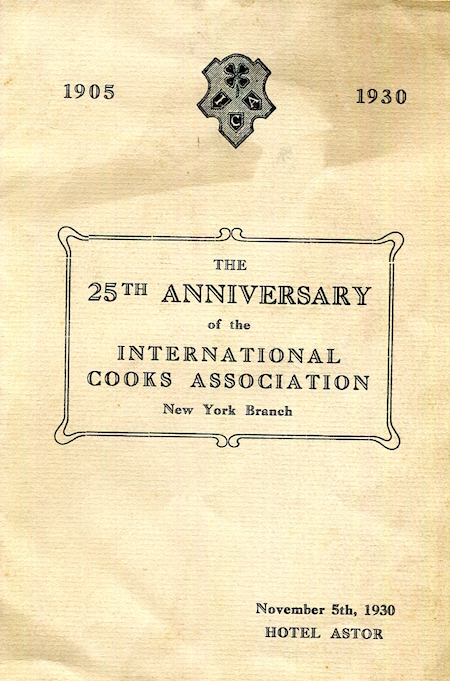 1905
1930
I C A
THE
25TH ANNIVERSARY
of the
INTERNATIONAL
COOKS ASSOCIATION
New York Branch
November 5th, 1930
HOTEL ASTOR